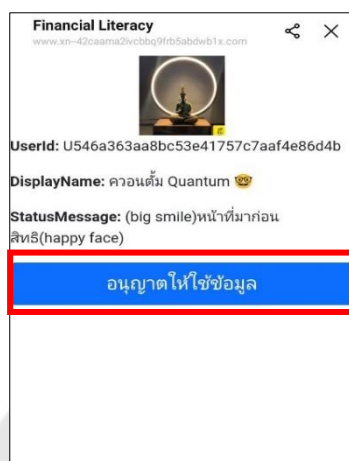 Financial Literacy
www.xn--42caama2ivcbbq9frb5abdwb1x.com
UserId: U546a363aa8bc53e41757c7aaf4e86d4b
DisplayName: ควอนตั้ม Quantum 🤓
StatusMessage: (big smile)หน้าที่มาก่อน
สิทธิ(happy face)
อนุญาตให้ใช้ข้อมูล